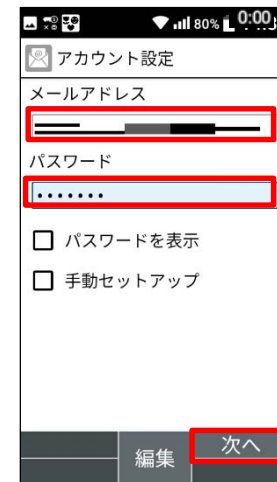 80% 0:00
アカウント設定
メールアドレス
パスワード
•••••••
パスワードを表示
手動セットアップ
編集
次へ